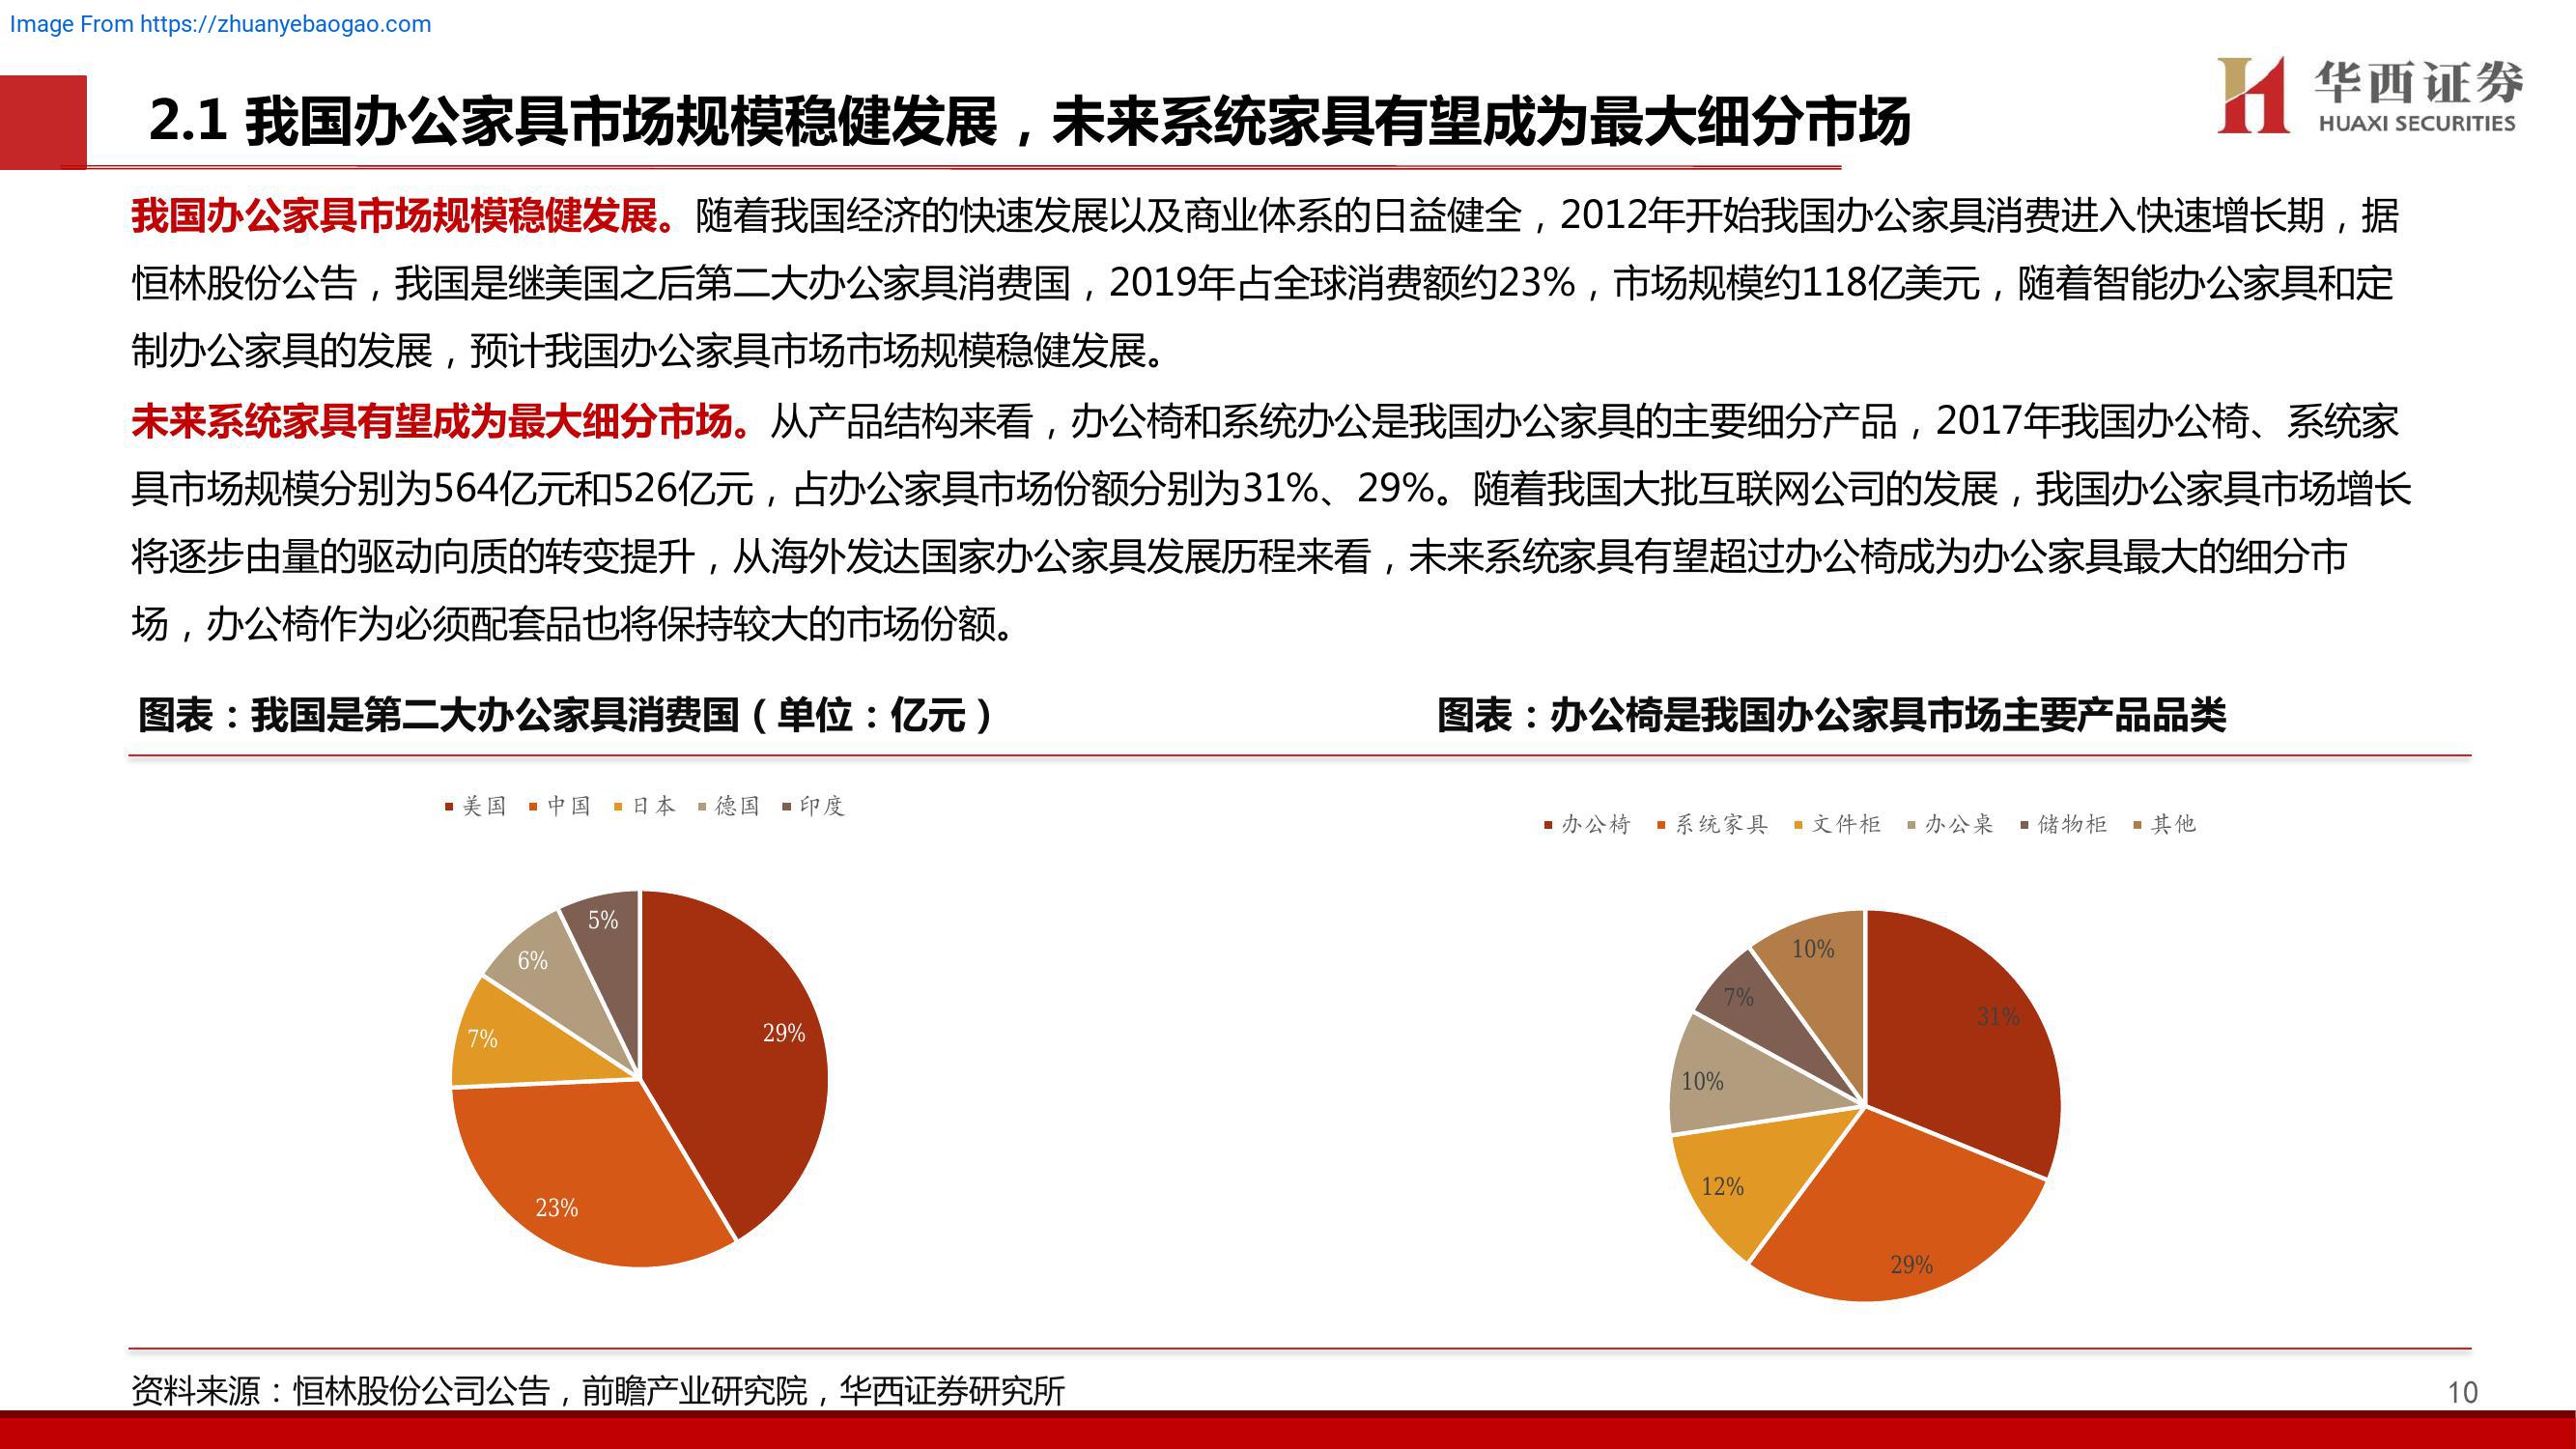 Image From https://zhuanyebaogao.com
华西证券
HUAXI SECURITIES
2.1 我国办公家具市场规模稳健发展，未来系统家具有望成为最大细分市场
我国办公家具市场规模稳健发展。随着我国经济的快速发展以及商业体系的日益健全，2012年开始我国办公家具消费进入快速增长期，据
恒林股份公告，我国是继美国之后第二大办公家具消费国，2019年占全球消费额约23%，市场规模约118亿美元，随着智能办公家具和定
制办公家具的发展，预计我国办公家具市场市场规模稳健发展。
未来系统家具有望成为最大细分市场。从产品结构来看，办公椅和系统办公是我国办公家具的主要细分产品，2017年我国办公椅、系统家
具市场规模分别为564亿元和526亿元，占办公家具市场份额分别为31%、29%。随着我国大批互联网公司的发展，我国办公家具市场增长
将逐步由量的驱动向质的转变提升，从海外发达国家办公家具发展历程来看，未来系统家具有望超过办公椅成为办公家具最大的细分市
场，办公椅作为必须配套品也将保持较大的市场份额。
图表：我国是第二大办公家具消费国（单位：亿元）
美国 中国 日本 德国 印度
5%
6%
7%
29%
23%
图表：办公椅是我国办公家具市场主要产品品类
办公椅 系统家具 文件柜 办公桌 储物柜 其他
10%
7%
31%
10%
12%
29%
资料来源：恒林股份公司公告，前瞻产业研究院，华西证券研究所
10